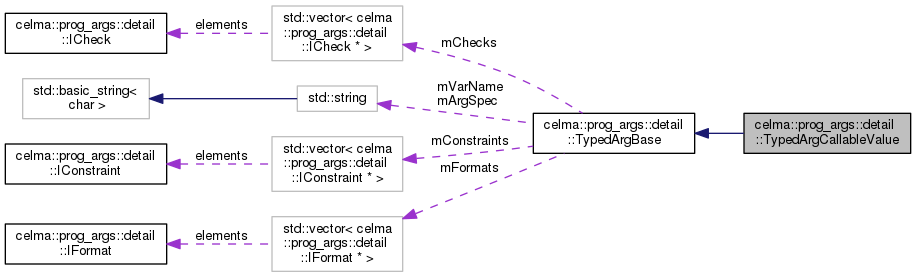 celma::prog_args::detail
::ICheck
elements
std::vector< celma
::prog_args::detail
::ICheck * >
mChecks
std::basic_string<
char >
std::string
mVarName
mArgSpec
celma::prog_args::detail
::TypedArgBase
celma::prog_args::detail
::TypedArgCallableValue
celma::prog_args::detail
::IConstraint
elements
std::vector< celma
::prog_args::detail
::IConstraint * >
mConstraints
mFormats
celma::prog_args::detail
::IFormat
elements
std::vector< celma
::prog_args::detail
::IFormat * >